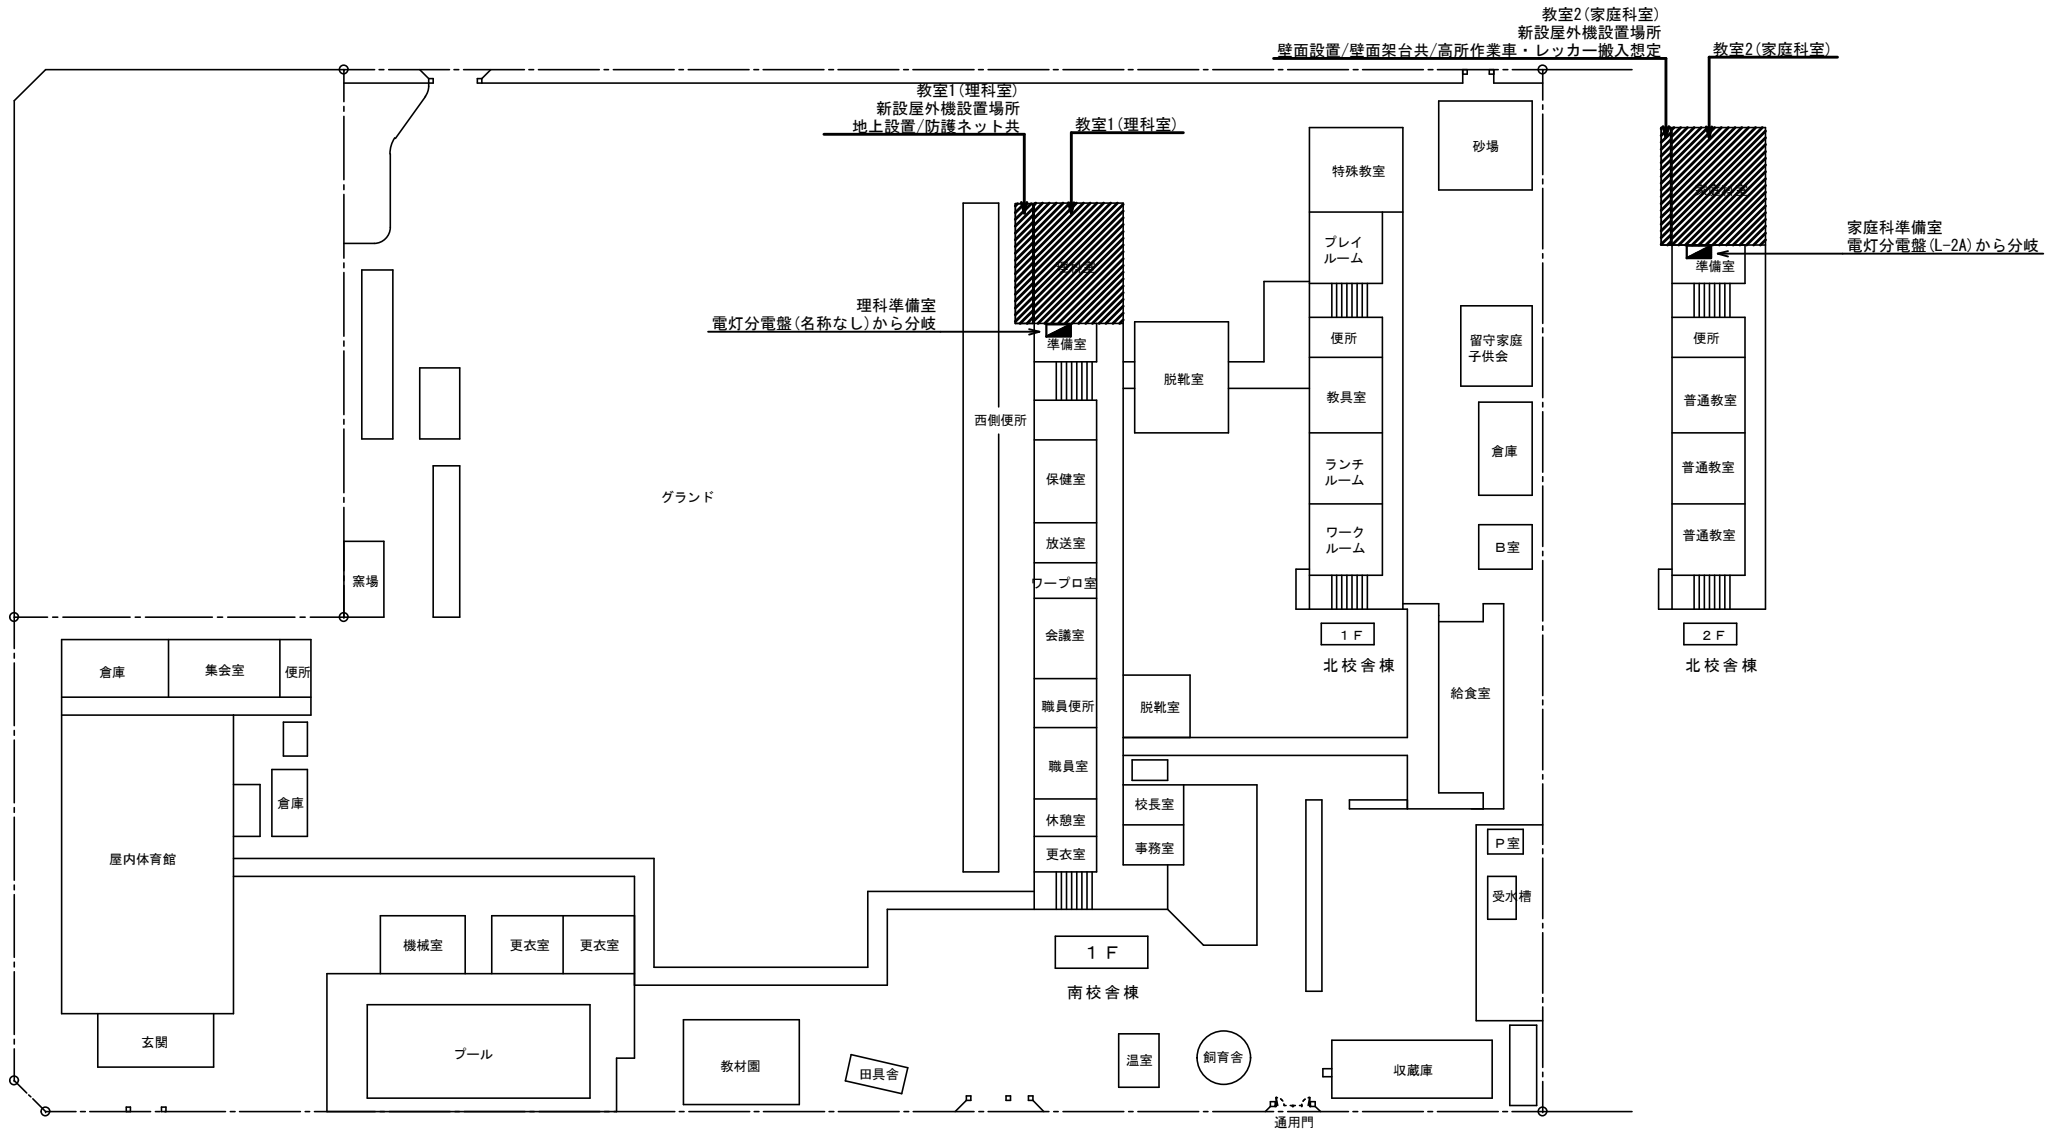 教室2(家庭科室)
新設屋外機設置場所
壁面設置/壁面架台共/高所作業車・レッカー搬入想定
教室2(家庭科室)
教室1(理科室)
新設屋外機設置場所
地上設置/防護ネット共
教室1(理科室)
砂場
特殊教室
家庭科室
家庭科準備室
電灯分電盤(L-2A)から分岐
プレイ
ルーム
理科室
準備室
理科準備室
電灯分電盤(名称なし)から分岐
準備室
便所
留守家庭
子供会
便所
脱靴室
教具室
普通教室
西側便所
倉庫
ランチ
ルーム
普通教室
保健室
グランド
ワーク
ルーム
普通教室
放送室
B室
窯場
ワープロ室
会議室
1F
北校舎棟
2F
北校舎棟
倉庫
集会室
便所
給食室
職員便所
脱靴室
職員室
倉庫
校長室
休憩室
事務室
更衣室
P室
屋内体育館
受水槽
機械室
更衣室
更衣室
1F
南校舎棟
玄関
プール
教材園
田具舎
温室
飼育舎
収蔵庫
通用門